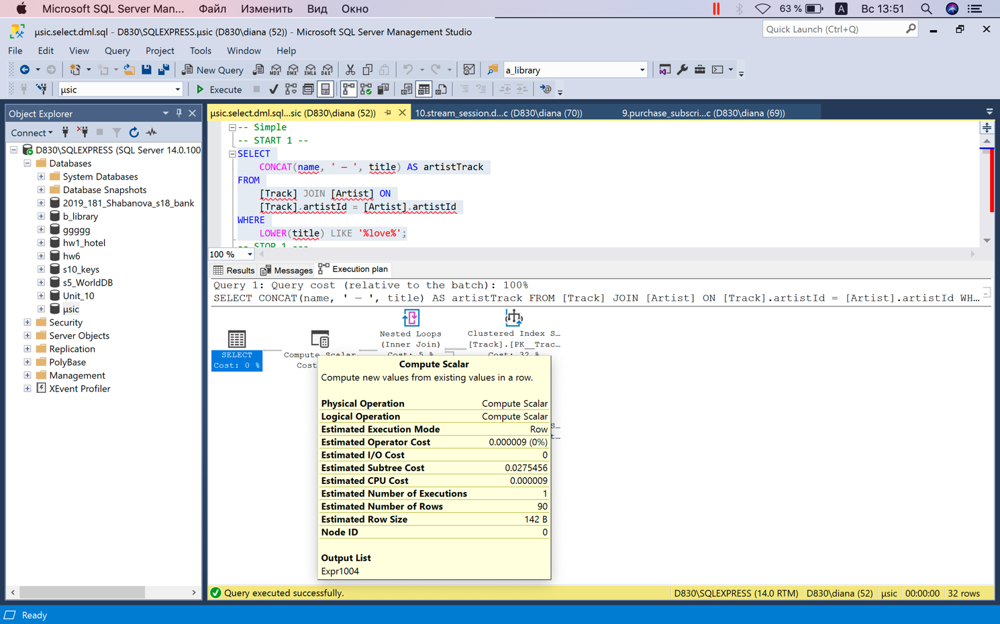 Microsoft SQL Server Man... Файл Изменить Вид Окно 63 % A Вс 13:51
µsic.select.dml.sql - D830\SQLEXPRESS.µsic (D830\diana (52)) - Microsoft SQL Server Management Studio
Quick Launch (Ctrl+Q)
File Edit View Query Project Tools Window Help
New Query MDX DMX XMLA DAX a_library
µsic Execute
Object Explorer
µsic.select.dml.sql...sic (D830\diana (52)) 10.stream_session.d...c (D830\diana (70)) 9.purchase_subscri...c (D830\diana (69))
Connect
D830\SQLEXPRESS (SQL Server 14.0.100
Databases
System Databases
Database Snapshots
2019_181_Shabanova_s18_bank
b_library
ggggg
hw1_hotel
hw6
s10_keys
s5_WorldDB
Unit_10
µsic
Security
Server Objects
Replication
PolyBase
Management
XEvent Profiler
-- Simple
-- START 1 --
SELECT
CONCAT(name, ' — ', title) AS artistTrack
FROM
[Track] JOIN [Artist] ON
[Track].artistId = [Artist].artistId
WHERE
LOWER(title) LIKE '%love%';
-- STOP 1 ---
100 %
Results Messages Execution plan
Query 1: Query cost (relative to the batch): 100%
SELECT CONCAT(name, ' — ', title) AS artistTrack FROM [Track] JOIN [Artist] ON [Track].artistId = [Artist].artistId WH...
SELECT
Cost: 0 %
Compute Scalar
Cost
Nested Loops
(Inner Join)
Cost: 5 %
Clustered Index S...
[Track].[PK__Trac...
Cost: 32 %
s...
t...
Compute Scalar
Compute new values from existing values in a row.
Physical Operation Compute Scalar
Logical Operation Compute Scalar
Estimated Execution Mode Row
Estimated Operator Cost 0.000009 (0%)
Estimated I/O Cost 0
Estimated Subtree Cost 0.0275456
Estimated CPU Cost 0.000009
Estimated Number of Executions 1
Estimated Number of Rows 90
Estimated Row Size 142 B
Node ID 0
Output List
Expr1004
Query executed successfully. D830\SQLEXPRESS (14.0 RTM) D830\diana (52) µsic 00:00:00 32 rows
Ready